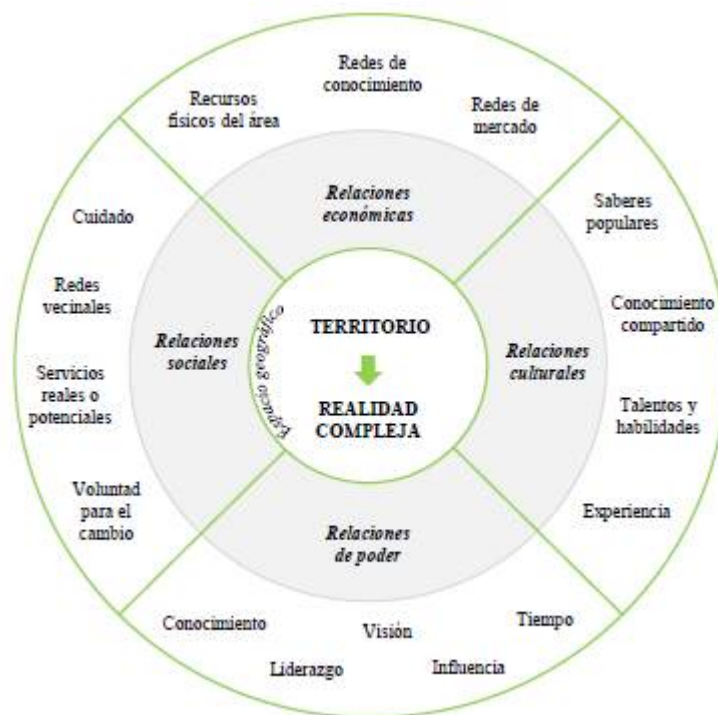 Redes de
conocimiento
Recursos
físicos del área
Redes de
mercado
Relaciones
económicas
Saberes
populares
Conocimiento
compartido
Talentos y
habilidades
Experiencia
Relaciones
culturales
Cuidado
Redes
vecinales
Servicios
reales o
potenciales
Voluntad
para el
cambio
Relaciones
sociales
Espacio geográfico
TERRITORIO
REALIDAD
COMPLEJA
Relaciones
de poder
Conocimiento
Liderazgo
Visión
Influencia
Tiempo